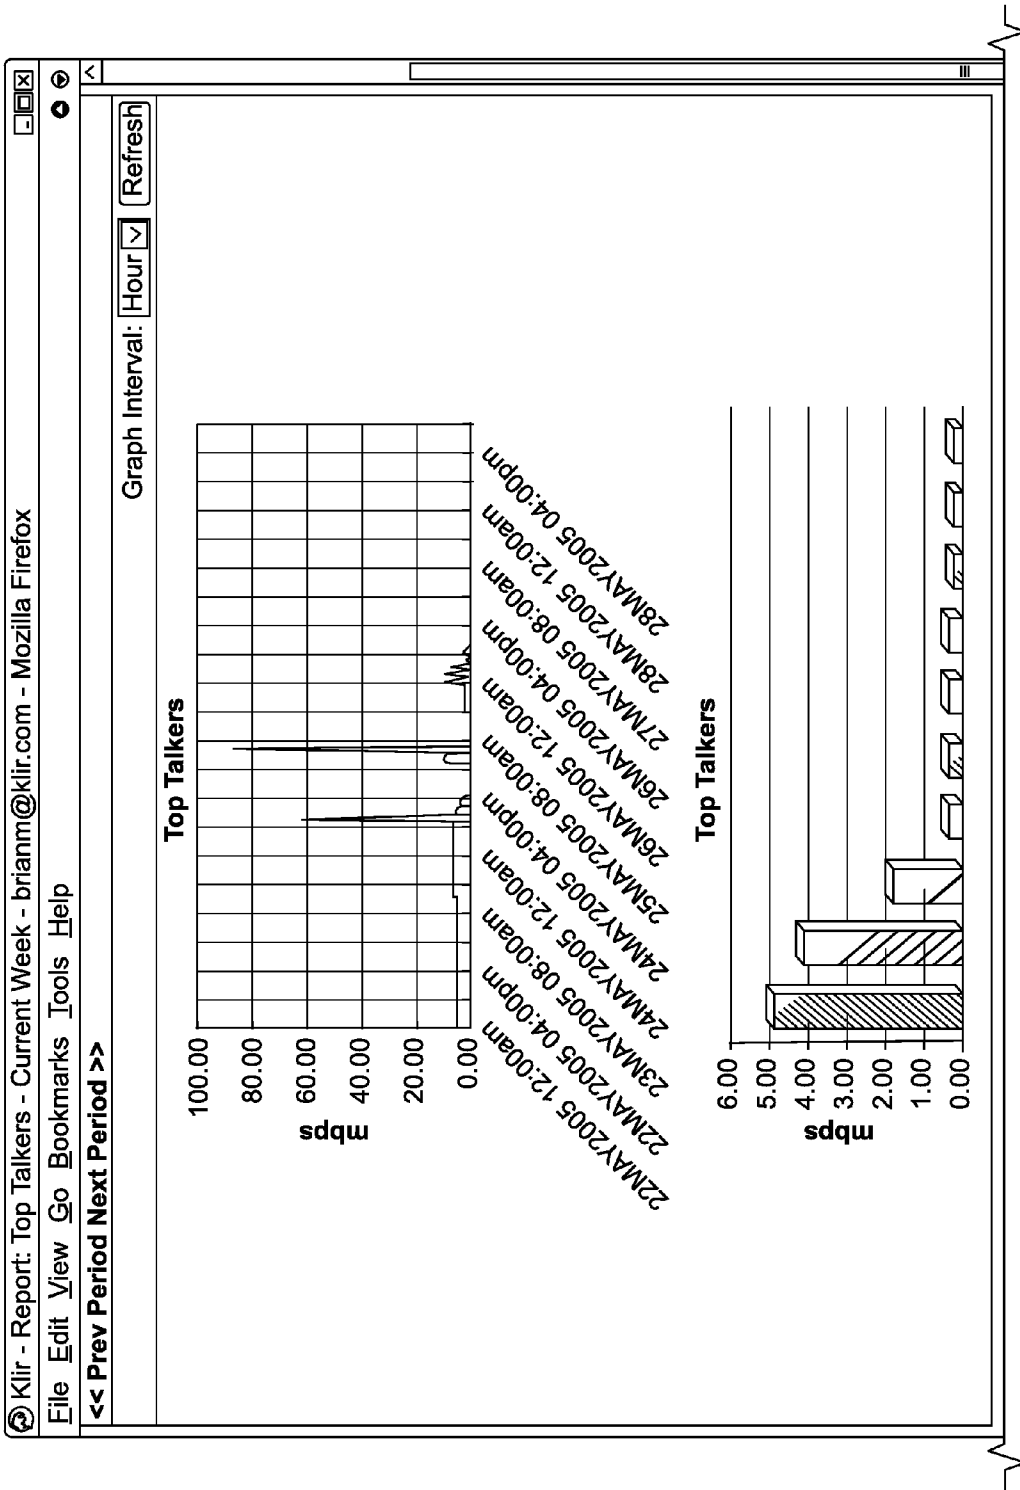 Klir - Report: Top Talkers - Current Week - brianm@klir.com - Mozilla Firefox
File Edit View Go Bookmarks Tools Help
<< Prev Period Next Period >>
Graph Interval: Hour Refresh
Top Talkers
100.00
80.00
60.00
40.00
20.00
0.00
mbps
22MAY2005 12:00am
22MAY2005 04:00pm
23MAY2005 08:00am
24MAY2005 12:00am
24MAY2005 04:00pm
25MAY2005 08:00am
26MAY2005 12:00am
26MAY2005 04:00pm
27MAY2005 08:00am
28MAY2005 12:00am
28MAY2005 04:00pm
Top Talkers
6.00
5.00
4.00
3.00
2.00
1.00
0.00
mbps